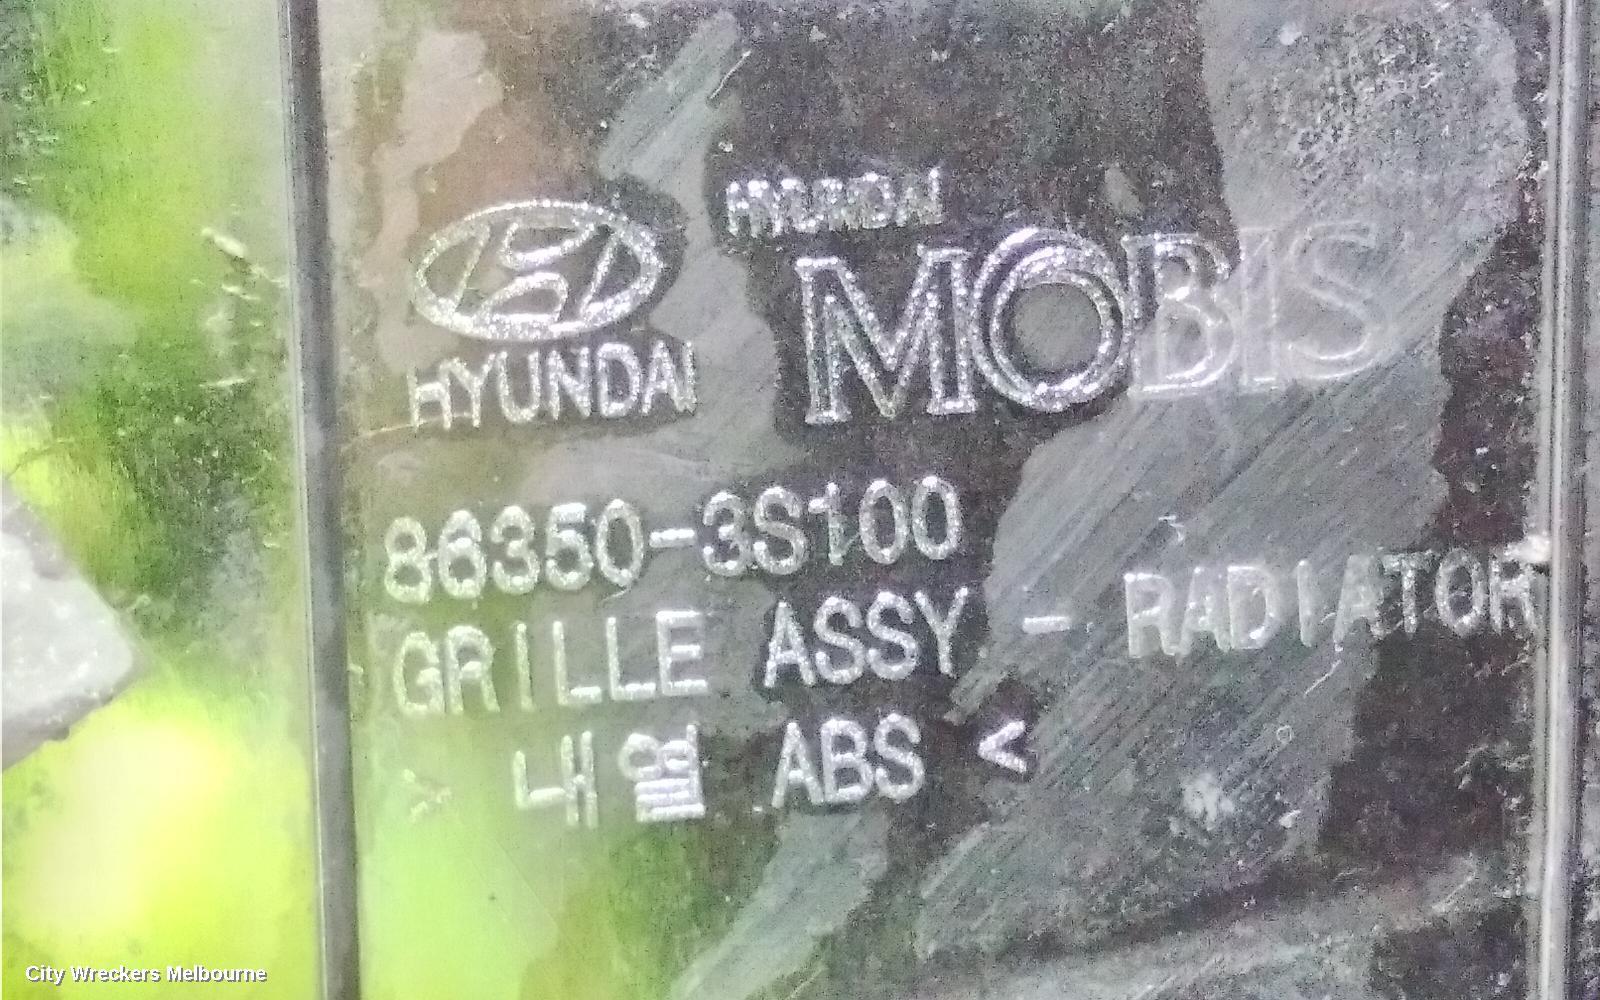 HYUNDAI
HYUNDAI
MOBIS
86350-3S100
GRILLE ASSY - RADIATOR
> 내열 ABS <
City Wreckers Melbourne